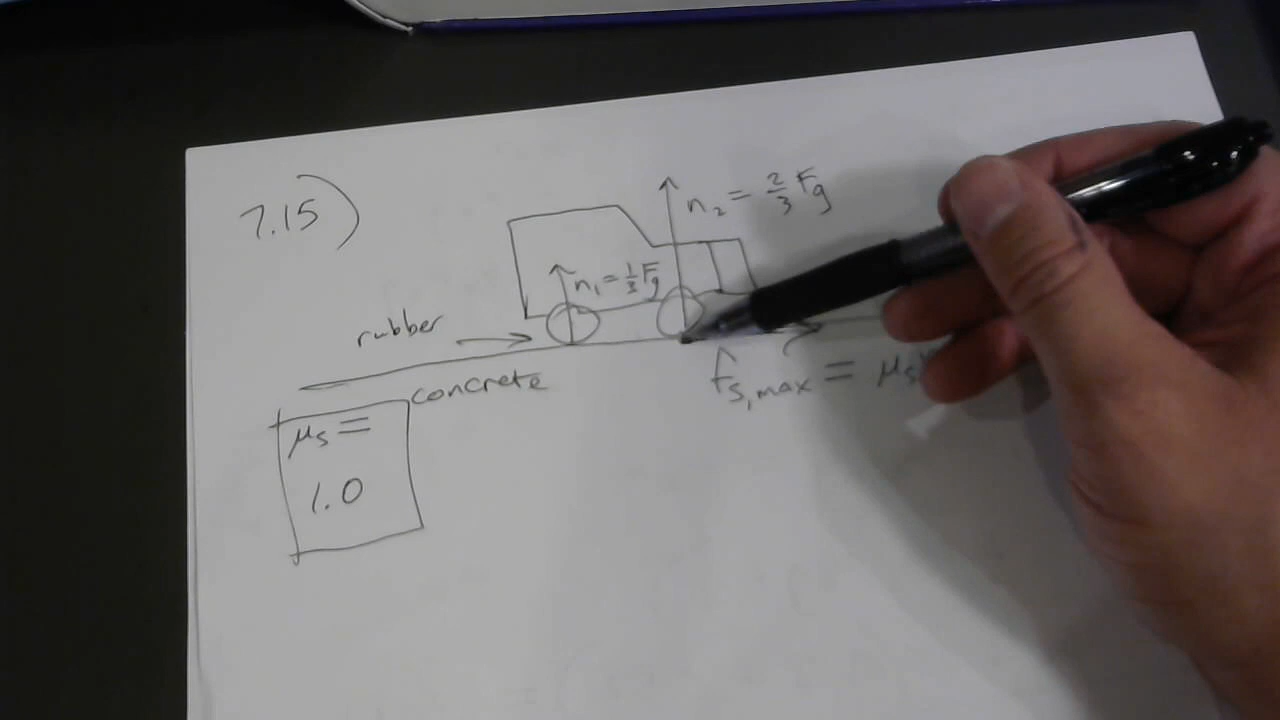 7.15)
n₂ = 2/3 Fg
n₁ = 1/3 Fg
rubber
concrete
fs,max = μs
μs =
1.0